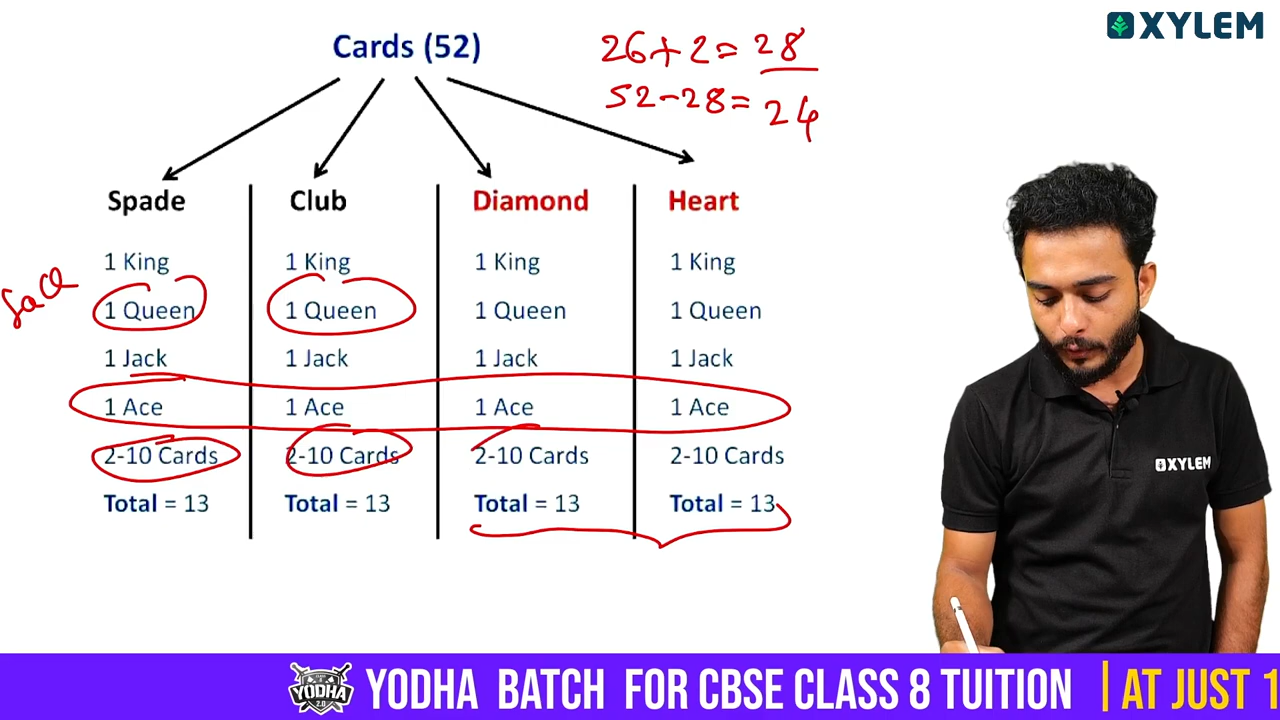 XYLEM
Cards (52)
26+2= 28
52-28= 24
Spade
Club
Diamond
Heart
1 King
1 King
1 King
1 King
1 Queen
1 Queen
1 Queen
1 Queen
1 Jack
1 Jack
1 Jack
1 Jack
1 Ace
1 Ace
1 Ace
1 Ace
2-10 Cards
2-10 Cards
2-10 Cards
2-10 Cards
Total = 13
Total = 13
Total = 13
Total = 13
XYLEM
YODHA
2.0
YODHA BATCH FOR CBSE CLASS 8 TUITION | AT JUST 1